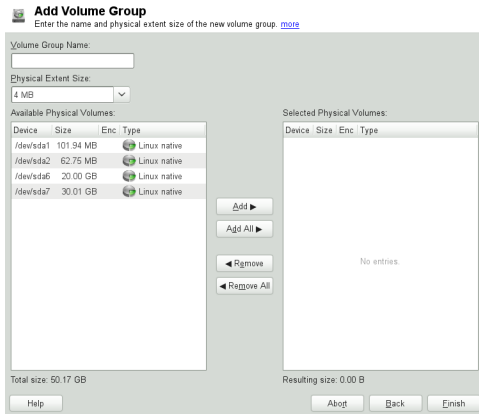 Add Volume Group
Enter the name and physical extent size of the new volume group. more
Volume Group Name:
Physical Extent Size:
4 MB
Available Physical Volumes:
Device Size Enc Type
/dev/sda1 101.94 MB Linux native
/dev/sda2 62.75 MB Linux native
/dev/sda6 20.00 GB Linux native
/dev/sda7 30.01 GB Linux native
Total size: 50.17 GB
Add
Add All
Remove
Remove All
Selected Physical Volumes:
Device Size Enc Type
No entries.
Resulting size: 0.00 B
Help
Abort
Back
Finish